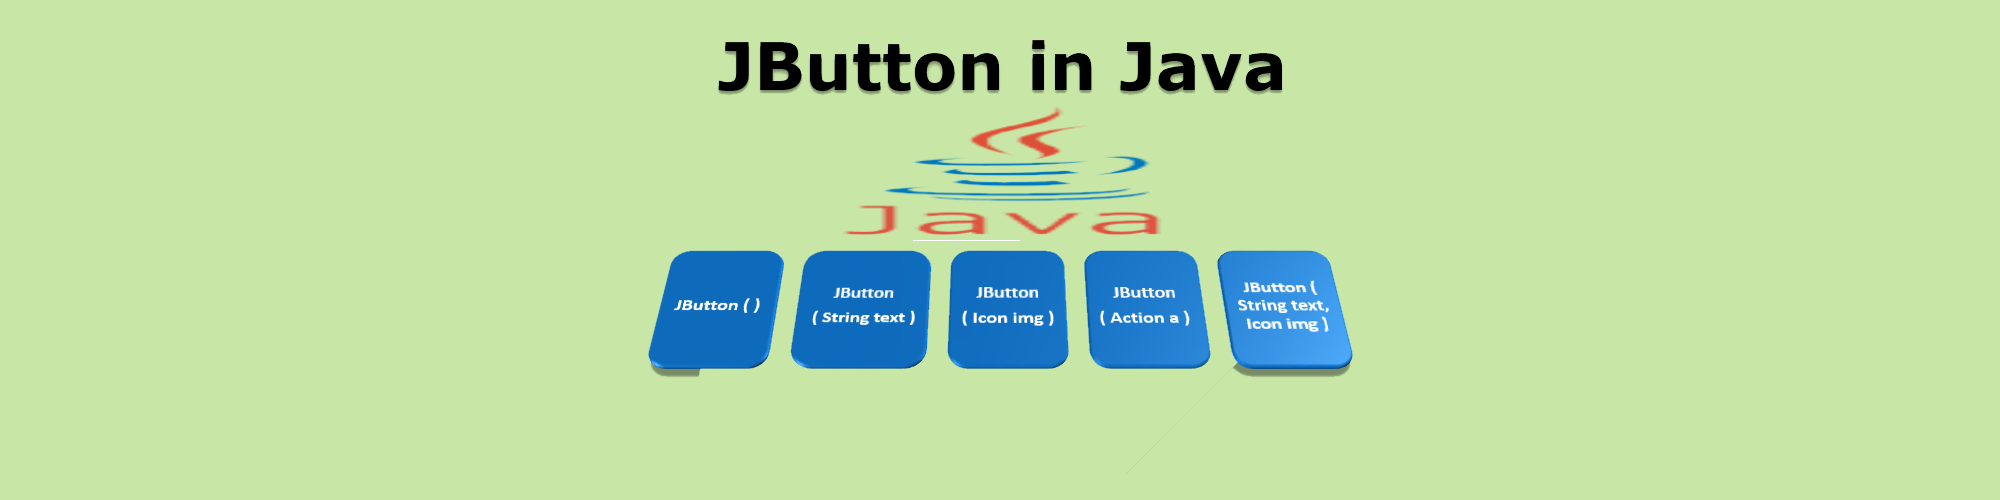 JButton in Java
Java
JButton ( )
JButton
( String text )
JButton
( Icon img )
JButton
( Action a )
JButton (
String text,
Icon img )